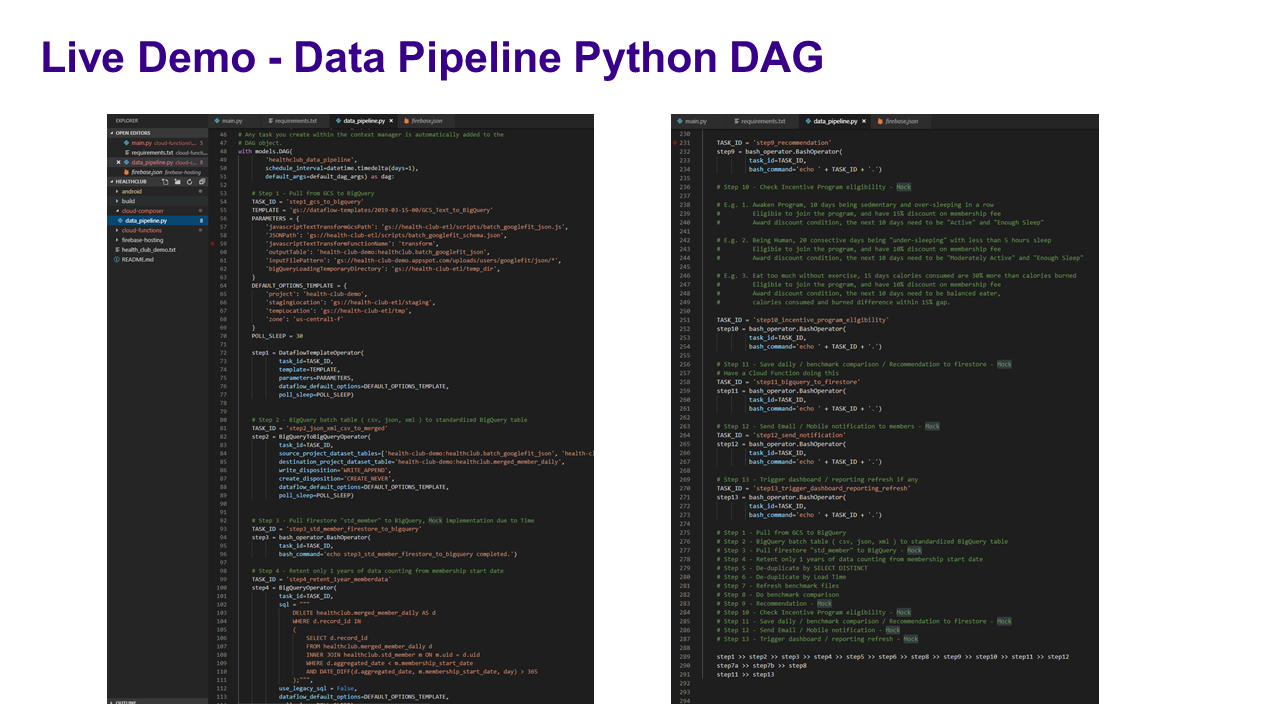 Live Demo - Data Pipeline Python DAG
EXPLORER
OPEN EDITORS
main.py cloud-functions\... 5
requirements.txt cloud-functi...
data_pipeline.py cloud-c... 8
firebase.json firebase-hosting
HEALTHCLUB
android
build
cloud-composer
data_pipeline.py 8
cloud-functions
firebase-hosting
health_club_demo.txt
README.md
OUTLINE
main.py requirements.txt data_pipeline.py firebase.json
46 # Any task you create within the context manager is automatically added to the
47 # DAG object.
48 with models.DAG(
49 'healthclub_data_pipeline',
50 schedule_interval=datetime.timedelta(days=1),
51 default_args=default_dag_args) as dag:
52
53 # Step 1 - Pull from GCS to BigQuery
54 TASK_ID = 'step1_gcs_to_bigquery'
55 TEMPLATE = 'gs://dataflow-templates/2019-03-15-00/GCS_Text_to_BigQuery'
56 PARAMETERS = {
57 'javascriptTextTransformGcsPath': 'gs://health-club-etl/scripts/batch_googlefit_json.js',
58 'JSONPath': 'gs://health-club-etl/scripts/batch_googlefit_schema.json',
59 'javascriptTextTransformFunctionName': 'transform',
60 'outputTable': 'health-club-demo:healthclub.batch_googlefit_json',
61 'inputFilePattern': 'gs://health-club-demo.appspot.com/uploads/users/googlefit/json/*',
62 'bigQueryLoadingTemporaryDirectory': 'gs://health-club-etl/temp_dir',
63 }
64 DEFAULT_OPTIONS_TEMPLATE = {
65 'project': 'health-club-demo',
66 'stagingLocation': 'gs://health-club-etl/staging',
67 'tempLocation': 'gs://health-club-etl/tmp',
68 'zone': 'us-central1-f'
69 }
70 POLL_SLEEP = 30
71
72 step1 = DataflowTemplateOperator(
73 task_id=TASK_ID,
74 template=TEMPLATE,
75 parameters=PARAMETERS,
76 dataflow_default_options=DEFAULT_OPTIONS_TEMPLATE,
77 poll_sleep=POLL_SLEEP)
78
79
80 # Step 2 - BigQuery batch table ( csv, json, xml ) to standardized BigQuery table
81 TASK_ID = 'step2_json_xml_csv_to_merged'
82 step2 = BigQueryToBigQueryOperator(
83 task_id=TASK_ID,
84 source_project_dataset_tables=['health-club-demo:healthclub.batch_googlefit_json', 'health-cl
85 destination_project_dataset_table='health-club-demo:healthclub.merged_member_daily',
86 write_disposition='WRITE_APPEND',
87 create_disposition='CREATE_NEVER',
88 dataflow_default_options=DEFAULT_OPTIONS_TEMPLATE,
89 poll_sleep=POLL_SLEEP)
90
91
92 # Step 3 - Pull firestore "std_member" to BigQuery, Mock implementation due to Time
93 TASK_ID = 'step3_std_member_firestore_to_bigquery'
94 step3 = bash_operator.BashOperator(
95 task_id=TASK_ID,
96 bash_command='echo step3_std_member_firestore_to_bigquery completed.')
97
98 # Step 4 - Retent only 1 years of data counting from membership start date
99 TASK_ID = 'step4_retent_1year_memberdata'
100 step4 = BigQueryOperator(
101 task_id=TASK_ID,
102 sql = """
103 DELETE healthclub.merged_member_daily AS d
104 WHERE d.record_id IN
105 (
106 SELECT d.record_id
107 FROM healthclub.merged_member_daily d
108 INNER JOIN healthclub.std_member m ON m.uid = d.uid
109 WHERE d.aggregated_date < m.membership_start_date
110 AND DATE_DIFF(d.aggregated_date, m.membership_start_date, day) > 365
111 );""",
112 use_legacy_sql = False,
113 dataflow_default_options=DEFAULT_OPTIONS_TEMPLATE,
main.py requirements.txt data_pipeline.py firebase.json
230
231 TASK_ID = 'step9_recommendation'
232 step9 = bash_operator.BashOperator(
233 task_id=TASK_ID,
234 bash_command='echo ' + TASK_ID + '.')
235
236 # Step 10 - Check Incentive Program eligibility - Mock
237
238 # E.g. 1. Awaken Program, 10 days being sedmentary and over-sleeping in a row
239 # Eligible to join the program, and have 15% discount on membership fee
240 # Award discount condition, the next 10 days need to be "Active" and "Enough Sleep"
241
242 # E.g. 2. Being Human, 20 consective days being "under-sleeping" with less than 5 hours sleep
243 # Eligible to join the program, and have 10% discount on membership fee
244 # Award discount condition, the next 10 days need to be "Moderately Active" and "Enough Sleep"
245
246 # E.g. 3. Eat too much without exercise, 15 days calories consumed are 30% more than calories burned
247 # Eligible to join the program, and have 10% discount on membership fee
248 # Award discount condition, the next 10 days need to be balanced eater,
249 # calories consumed and burned difference within 15% gap.
250
251 TASK_ID = 'step10_incentive_program_eligibility'
252 step10 = bash_operator.BashOperator(
253 task_id=TASK_ID,
254 bash_command='echo ' + TASK_ID + '.')
255
256 # Step 11 - Save daily / benchmark comparison / Recommendation to firestore - Mock
257 # Have a Cloud Function doing this
258 TASK_ID = 'step11_bigquery_to_firestore'
259 step11 = bash_operator.BashOperator(
260 task_id=TASK_ID,
261 bash_command='echo ' + TASK_ID + '.')
262
263 # Step 12 - Send Email / Mobile notification to members - Mock
264 TASK_ID = 'step12_send_notification'
265 step12 = bash_operator.BashOperator(
266 task_id=TASK_ID,
267 bash_command='echo ' + TASK_ID + '.')
268
269 # Step 13 - Trigger dashboard / reporting refresh if any
270 TASK_ID = 'step13_trigger_dashboard_reporting_refresh'
271 step13 = bash_operator.BashOperator(
272 task_id=TASK_ID,
273 bash_command='echo ' + TASK_ID + '.')
274
275 # Step 1 - Pull from GCS to BigQuery
276 # Step 2 - BigQuery batch table ( csv, json, xml ) to standardized BigQuery table
277 # Step 3 - Pull firestore "std_member" to BigQuery - Mock
278 # Step 4 - Retent only 1 years of data counting from membership start date
279 # Step 5 - De-duplicate by SELECT DISTINCT
280 # Step 6 - De-duplicate by Load Time
281 # Step 7 - Refresh benchmark files
282 # Step 8 - Do benchmark comparison
283 # Step 9 - Recommendation - Mock
284 # Step 10 - Check Incentive Program eligibility - Mock
285 # Step 11 - Save daily / benchmark comparison / Recommendation to firestore - Mock
286 # Step 12 - Send Email / Mobile notification - Mock
287 # Step 13 - Trigger dashboard / reporting refresh - Mock
288
289 step1 >> step2 >> step3 >> step4 >> step5 >> step6 >> step8 >> step9 >> step10 >> step11 >> step12
290 step7a >> step7b >> step8
291 step11 >> step13
292
293
294